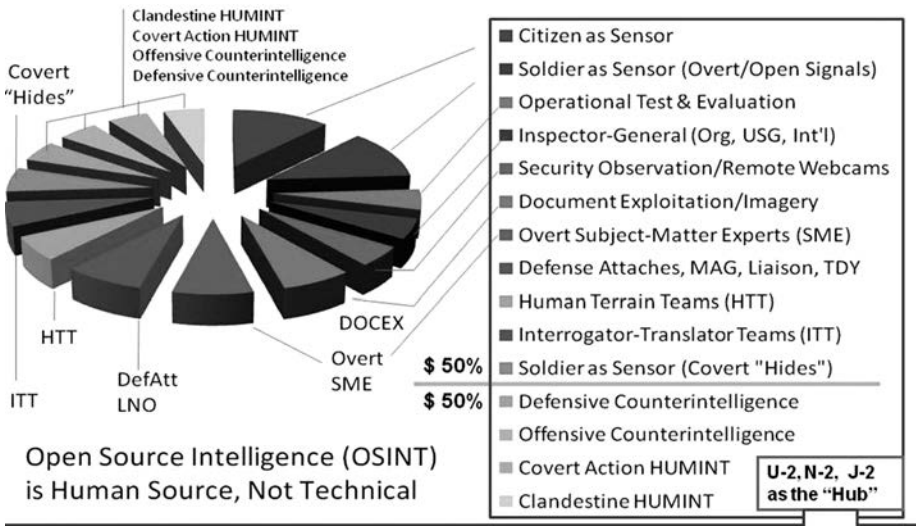 Clandestine HUMINT
Covert Action HUMINT
Offensive Counterintelligence
Defensive Counterintelligence
Covert
"Hides"
HTT
ITT
DefAtt
LNO
Overt
SME
DOCEX
$ 50%
$ 50%
Citizen as Sensor
Soldier as Sensor (Overt/Open Signals)
Operational Test & Evaluation
Inspector-General (Org, USG, Int'l)
Security Observation/Remote Webcams
Document Exploitation/Imagery
Overt Subject-Matter Experts (SME)
Defense Attaches, MAG, Liaison, TDY
Human Terrain Teams (HTT)
Interrogator-Translator Teams (ITT)
Soldier as Sensor (Covert "Hides")
Defensive Counterintelligence
Offensive Counterintelligence
Covert Action HUMINT
Clandestine HUMINT
U-2, N-2, J-2
as the “Hub”
Open Source Intelligence (OSINT)
is Human Source, Not Technical